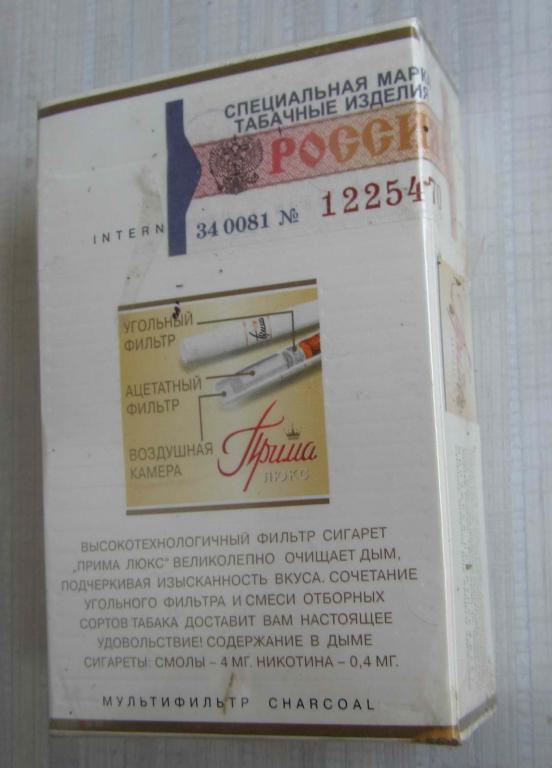 СПЕЦИАЛЬНАЯ МАРК
ТАБАЧНЫЕ ИЗДЕЛИЯ
РОССИ
34 0081 № 122547
INTERN
УГОЛЬНЫЙ
ФИЛЬТР
Прима
АЦЕТАТНЫЙ
ФИЛЬТР
ВОЗДУШНАЯ
КАМЕРА
Прима
ЛЮКС
ВЫСОКОТЕХНОЛОГИЧНЫЙ ФИЛЬТР СИГАРЕТ
„ПРИМА ЛЮКС" ВЕЛИКОЛЕПНО ОЧИЩАЕТ ДЫМ,
ПОДЧЕРКИВАЯ ИЗЫСКАННОСТЬ ВКУСА. СОЧЕТАНИЕ
УГОЛЬНОГО ФИЛЬТРА И СМЕСИ ОТБОРНЫХ
СОРТОВ ТАБАКА ДОСТАВИТ ВАМ НАСТОЯЩЕЕ
УДОВОЛЬСТВИЕ! СОДЕРЖАНИЕ В ДЫМЕ
СИГАРЕТЫ: СМОЛЫ – 4 МГ. НИКОТИНА – 0,4 МГ.
МУЛЬТИФИЛЬТР CHARCOAL